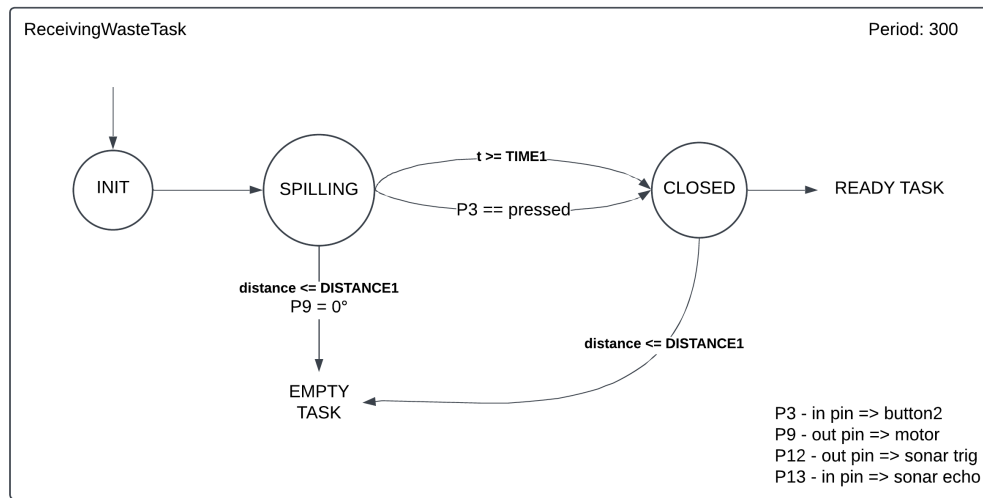 ReceivingWasteTask
Period: 300
t >= TIME1
INIT
SPILLING
CLOSED
READY TASK
P3 == pressed
distance <= DISTANCE1
P9 = 0°
distance <= DISTANCE1
EMPTY
TASK
P3 - in pin => button2
P9 - out pin => motor
P12 - out pin => sonar trig
P13 - in pin => sonar echo